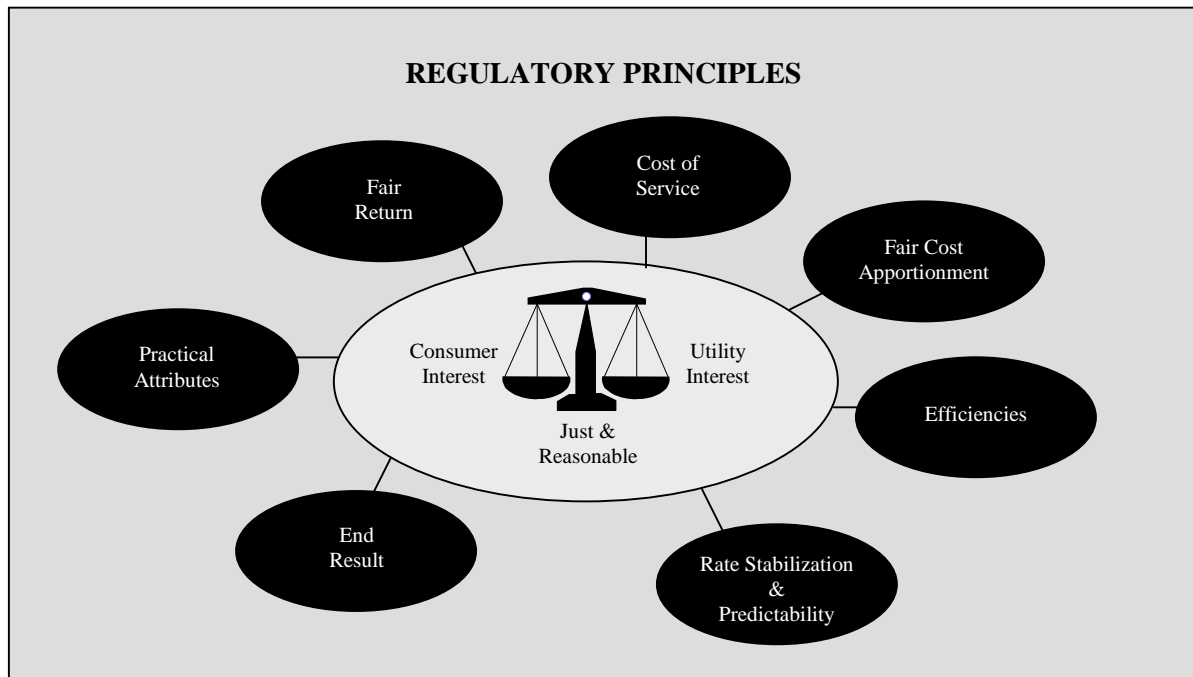 REGULATORY PRINCIPLES
Cost of
Service
Fair
Return
Fair Cost
Apportionment
Consumer
Interest
Utility
Interest
Practical
Attributes
Efficiencies
Just &
Reasonable
End
Result
Rate Stabilization
&
Predictability